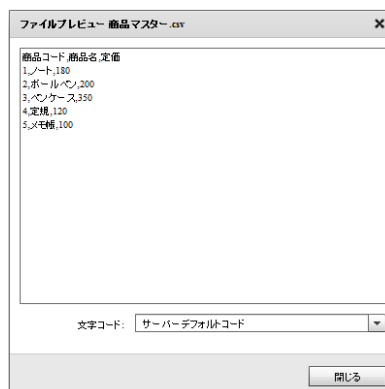 ファイルプレビュー 商品マスター.csv
商品コード,商品名,定価
1,ノート,180
2,ボールペン,200
3,ペンケース,350
4,定規,120
5,メモ帳,100
文字コード: サーバーデフォルトコード
閉じる